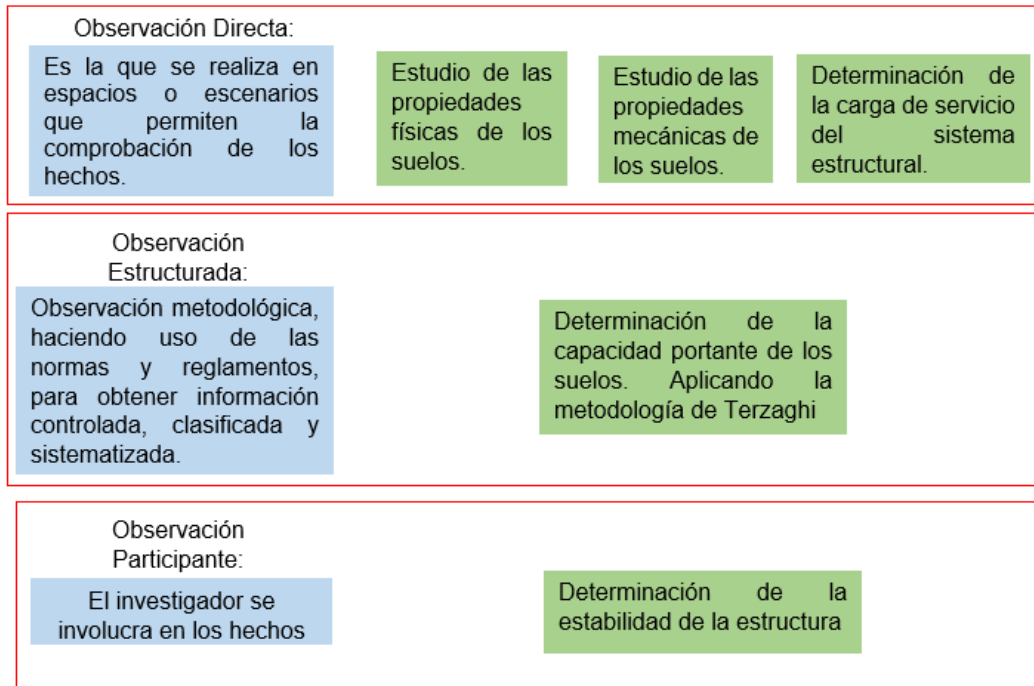 Observación Directa:
Es la que se realiza en
espacios o escenarios
que permiten la
comprobación de los
hechos.
Estudio de las
propiedades
físicas de los
suelos.
Estudio de las
propiedades
mecánicas de
los suelos.
Determinación de
la carga de servicio
del sistema
estructural.
Observación
Estructurada:
Observación metodológica,
haciendo uso de las
normas y reglamentos,
para obtener información
controlada, clasificada y
sistematizada.
Determinación de la
capacidad portante de los
suelos. Aplicando la
metodología de Terzaghi
Observación
Participante:
El investigador se
involucra en los hechos
Determinación de la
estabilidad de la estructura